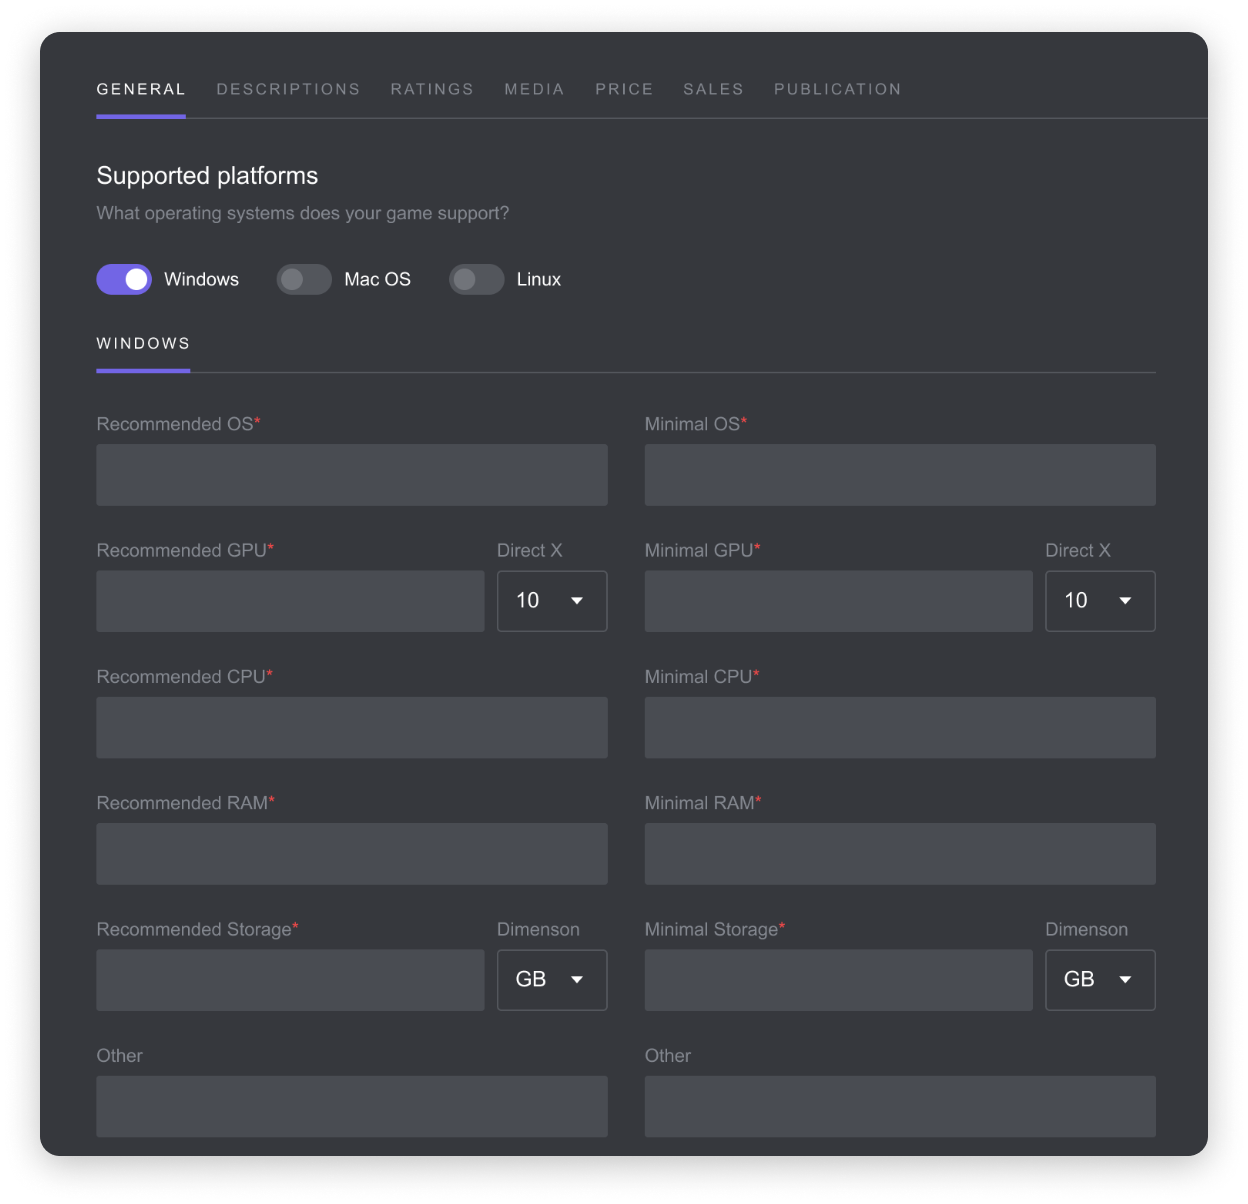 GENERAL DESCRIPTIONS RATINGS MEDIA PRICE SALES PUBLICATION
Supported platforms
What operating systems does your game support?
Windows Mac OS Linux
WINDOWS
Recommended OS* Minimal OS*
Recommended GPU* Direct X Minimal GPU* Direct X
10 10
Recommended CPU* Minimal CPU*
Recommended RAM* Minimal RAM*
Recommended Storage* Dimenson Minimal Storage* Dimenson
GB GB
Other Other